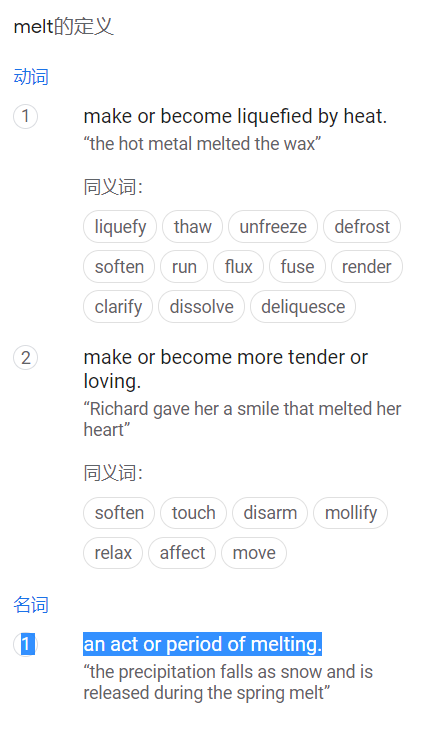 melt的定义
动词
1 make or become liquefied by heat.
“the hot metal melted the wax”
同义词：
liquefy thaw unfreeze defrost
soften run flux fuse render
clarify dissolve deliquesce
2 make or become more tender or
loving.
“Richard gave her a smile that melted her
heart”
同义词：
soften touch disarm mollify
relax affect move
名词
1 an act or period of melting.
“the precipitation falls as snow and is
released during the spring melt”